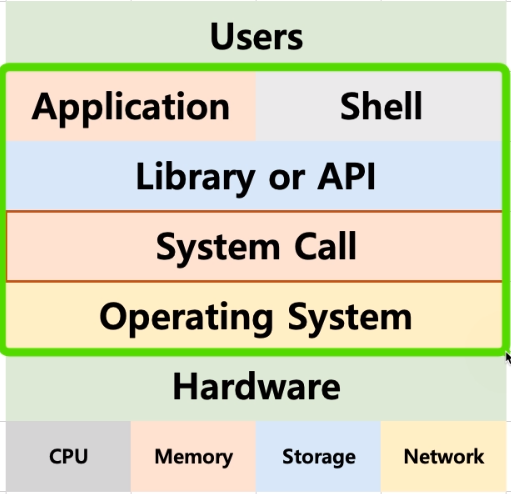 Users
Application Shell
Library or API
System Call
Operating System
Hardware
CPU Memory Storage Network